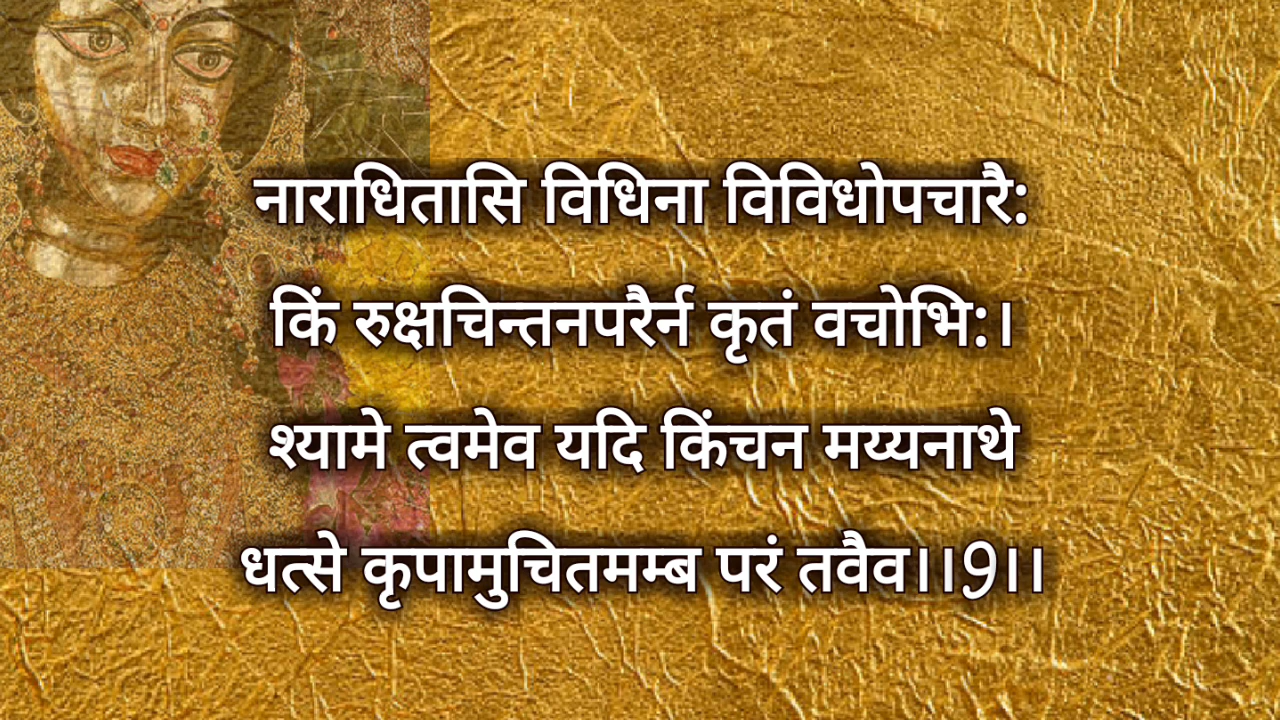 नाराधितासि विधिना विविधोपचारै:
किं रुक्षचिन्तनपरैर्न कृतं वचोभि:।
श्यामे त्वमेव यदि किंचन मय्यनाथे
धत्से कृपामुचितमम्ब परं तवैव।।9।।